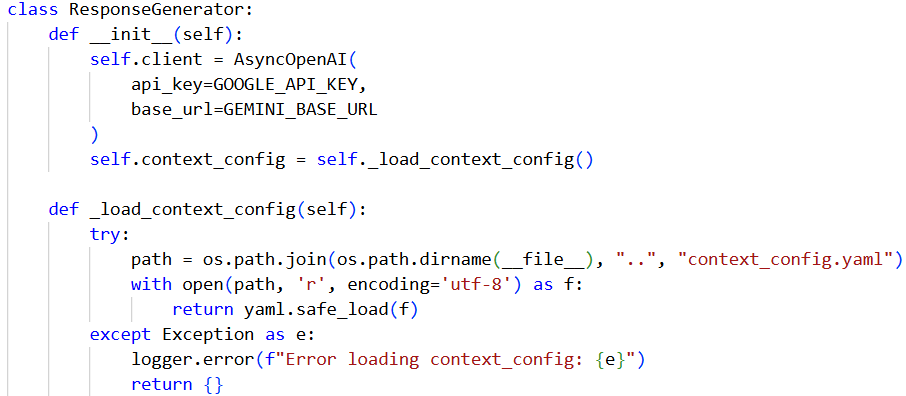 class ResponseGenerator:
    def __init__(self):
        self.client = AsyncOpenAI(
            api_key=GOOGLE_API_KEY,
            base_url=GEMINI_BASE_URL
        )
        self.context_config = self._load_context_config()

    def _load_context_config(self):
        try:
            path = os.path.join(os.path.dirname(__file__), "..", "context_config.yaml")
            with open(path, 'r', encoding='utf-8') as f:
                return yaml.safe_load(f)
        except Exception as e:
            logger.error(f"Error loading context_config: {e}")
            return {}